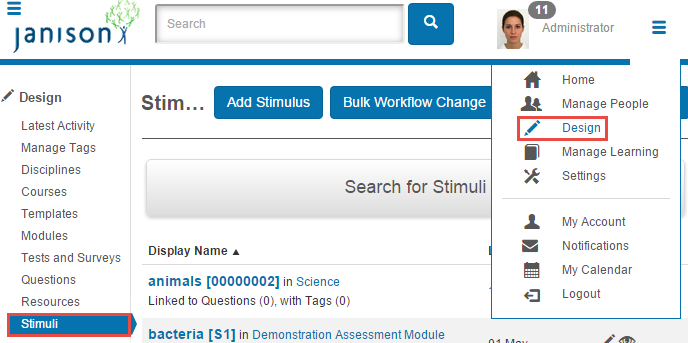 janison
Search
11
Administrator
Design
Latest Activity
Manage Tags
Disciplines
Courses
Templates
Modules
Tests and Surveys
Questions
Resources
Stimuli
Stim...
Add Stimulus
Bulk Workflow Change
Search for Stimuli
Display Name ▲
animals [00000002] in Science
Linked to Questions (0), with Tags (0)
bacteria [S1] in Demonstration Assessment Module
Home
Manage People
Design
Manage Learning
Settings
My Account
Notifications
My Calendar
Logout